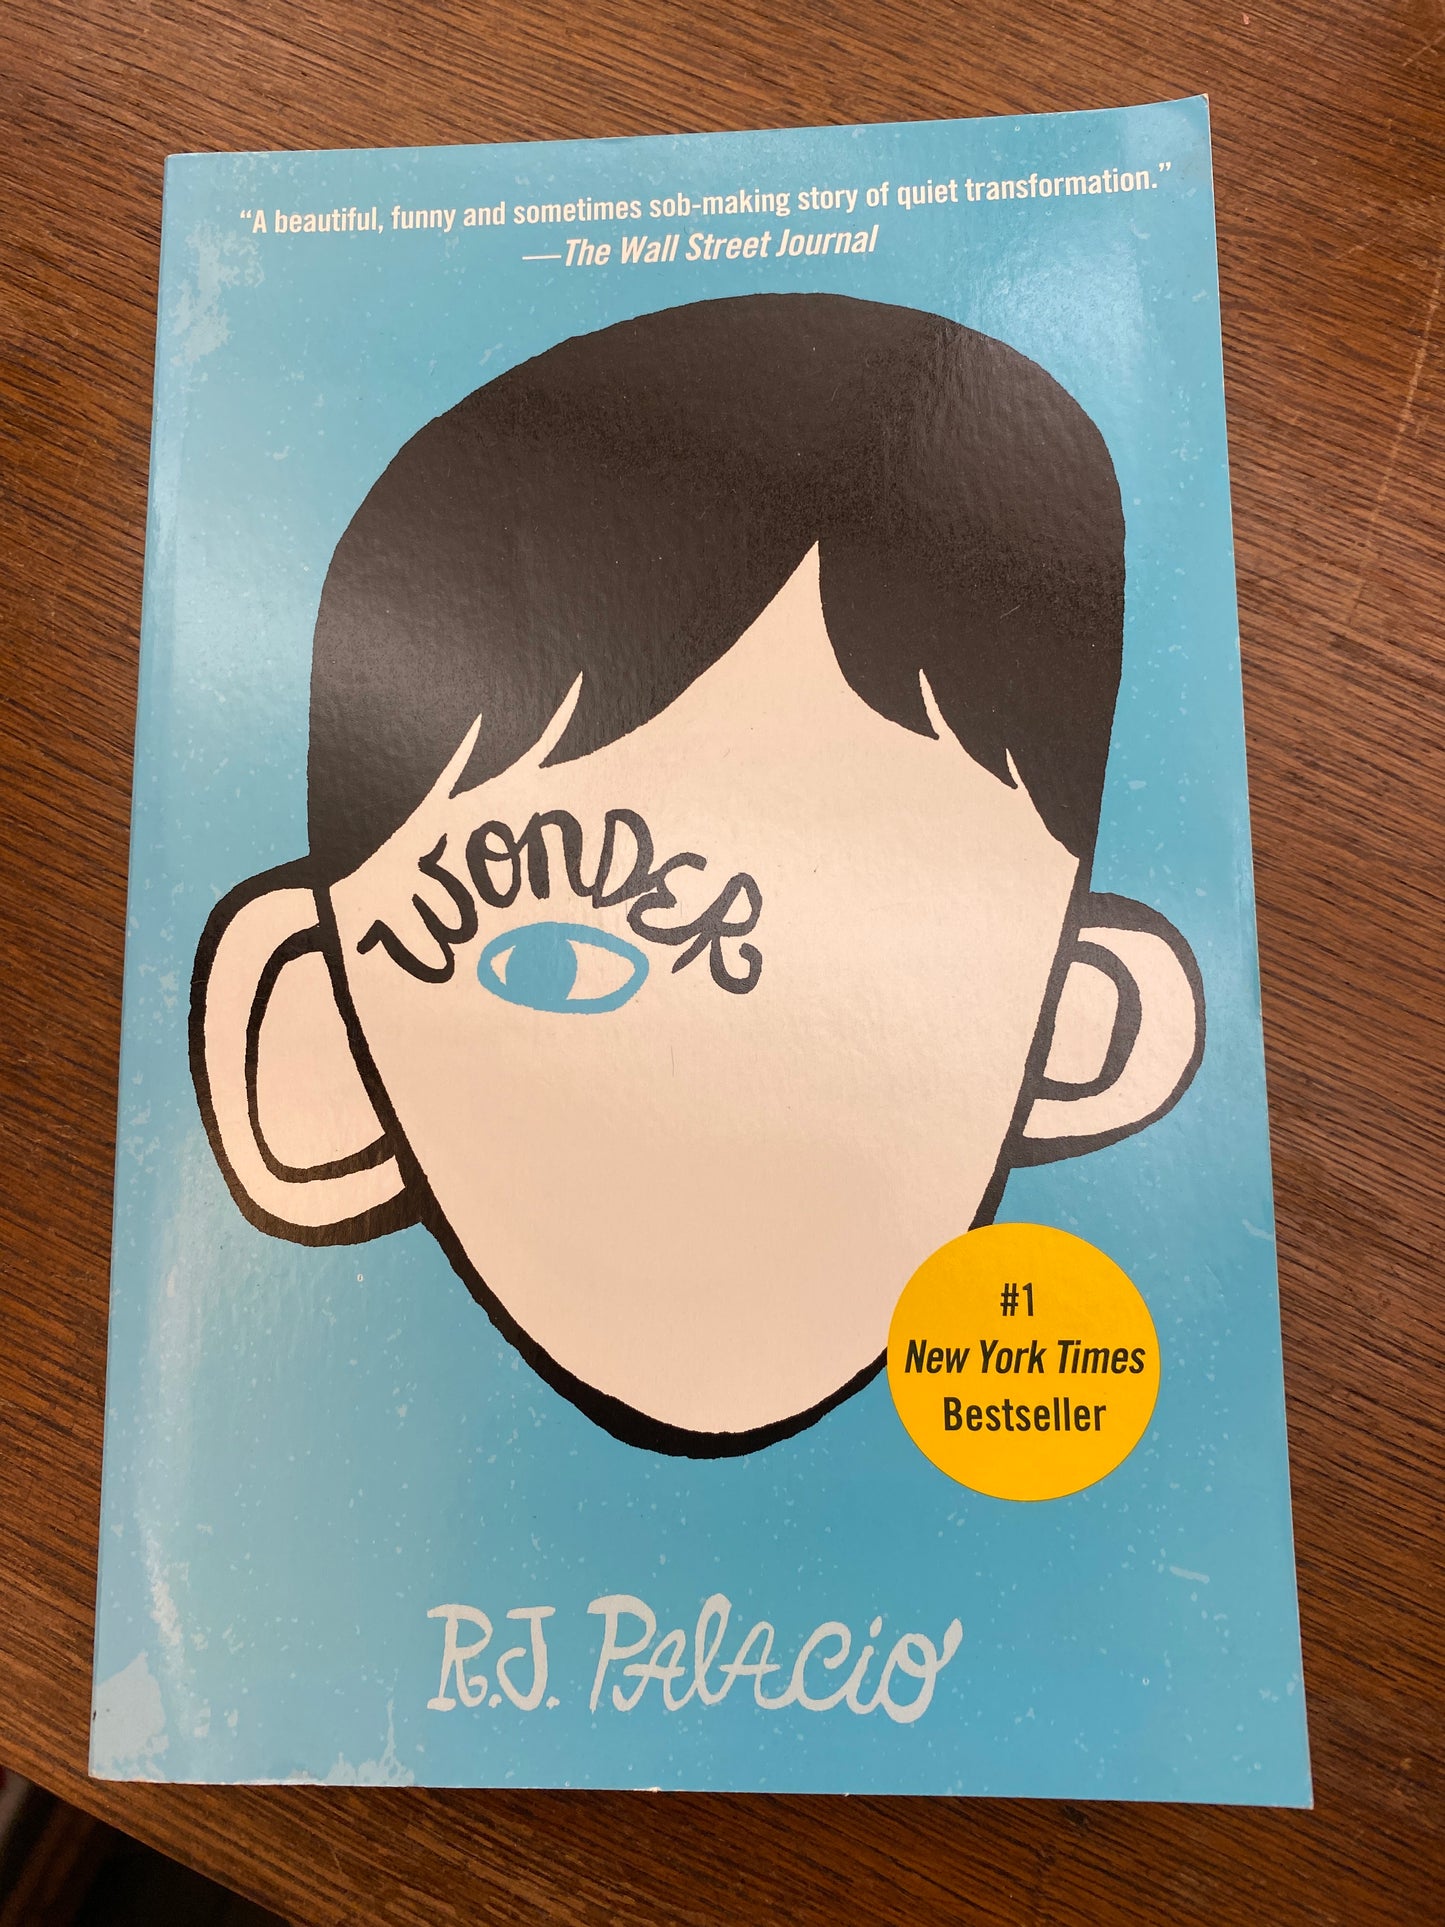 “A beautiful, funny and sometimes sob-making story of quiet transformation.”
—The Wall Street Journal
WONDER
#1
New York Times
Bestseller
R.J. PALACIO